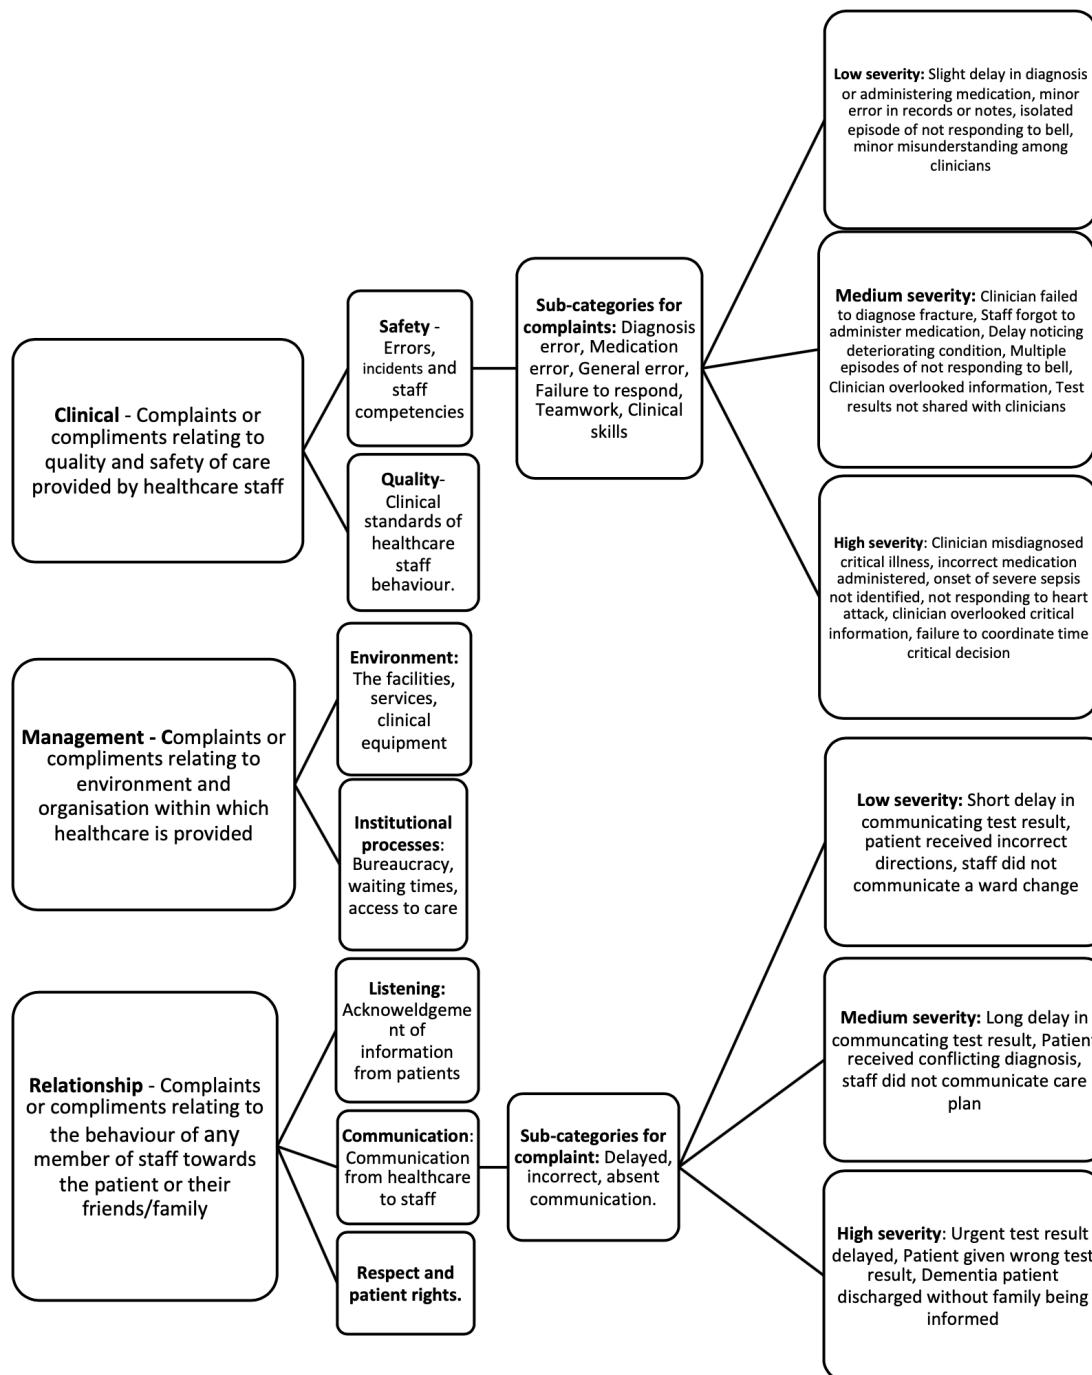 Clinical - Complaints or
compliments relating to
quality and safety of care
provided by healthcare staff
Safety -
Errors,
incidents and
staff
competencies
Quality-
Clinical
standards of
healthcare
staff
behaviour.
Sub-categories for
complaints: Diagnosis
error, Medication
error, General error,
Failure to respond,
Teamwork, Clinical
skills
Low severity: Slight delay in diagnosis
or administering medication, minor
error in records or notes, isolated
episode of not responding to bell,
minor misunderstanding among
clinicians
Medium severity: Clinician failed
to diagnose fracture, Staff forgot to
administer medication, Delay noticing
deteriorating condition, Multiple
episodes of not responding to bell,
Clinician overlooked information, Test
results not shared with clinicians
High severity: Clinician misdiagnosed
critical illness, incorrect medication
administered, onset of severe sepsis
not identified, not responding to heart
attack, clinician overlooked critical
information, failure to coordinate time
critical decision
Management - Complaints or
compliments relating to
environment and
organisation within which
healthcare is provided
Environment:
The facilities,
services,
clinical
equipment
Institutional
processes:
Bureaucracy,
waiting times,
access to care
Relationship - Complaints
or compliments relating to
the behaviour of any
member of staff towards
the patient or their
friends/family
Listening:
Acknoweldgeme
nt of
information
from patients
Communication:
Communication
from healthcare
to staff
Respect and
patient rights.
Sub-categories for
complaint: Delayed,
incorrect, absent
communication.
Low severity: Short delay in
communicating test result,
patient received incorrect
directions, staff did not
communicate a ward change
Medium severity: Long delay in
communcating test result, Patient
received conflicting diagnosis,
staff did not communicate care
plan
High severity: Urgent test result
delayed, Patient given wrong test
result, Dementia patient
discharged without family being
informed